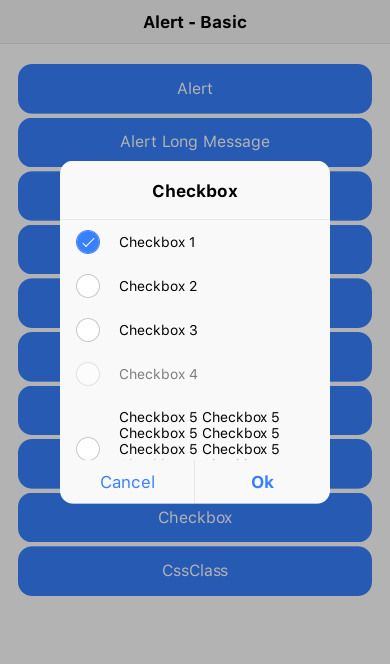 Alert - Basic
Alert
Alert Long Message
Checkbox
Checkbox 1
Checkbox 2
Checkbox 3
Checkbox 4
Checkbox 5 Checkbox 5
Checkbox 5 Checkbox 5
Checkbox 5 Checkbox 5
Cancel
Ok
Checkbox
CssClass